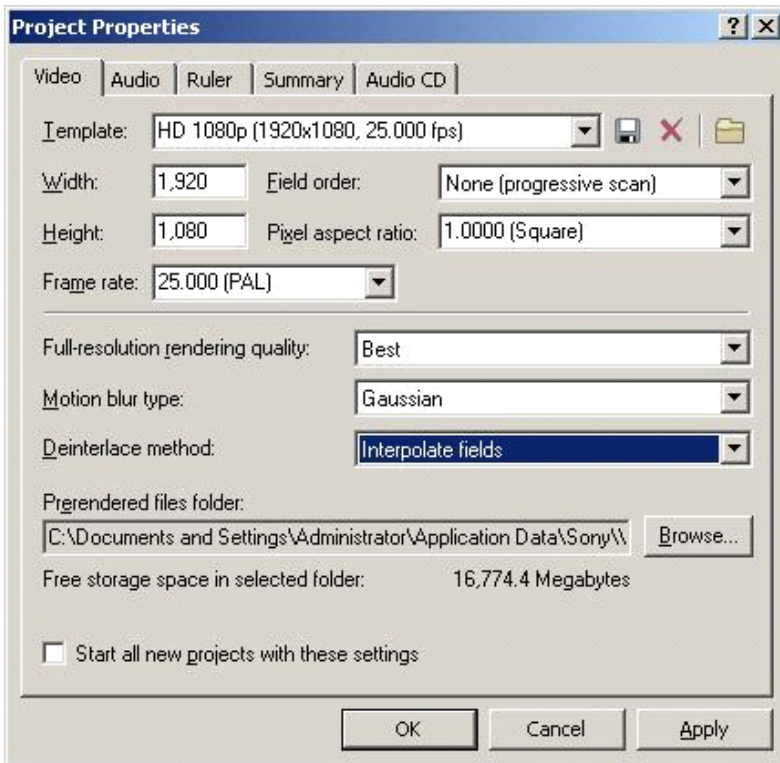 Project Properties
Video Audio Ruler Summary Audio CD
Template: HD 1080p (1920x1080, 25.000 fps)
Width: 1,920 Field order: None (progressive scan)
Height: 1,080 Pixel aspect ratio: 1.0000 (Square)
Frame rate: 25.000 (PAL)
Full-resolution rendering quality: Best
Motion blur type: Gaussian
Deinterlace method: Interpolate fields
Prerendered files folder:
C:\Documents and Settings\Administrator\Application Data\Sony\\ Browse...
Free storage space in selected folder: 16,774.4 Megabytes
Start all new projects with these settings
OK Cancel Apply